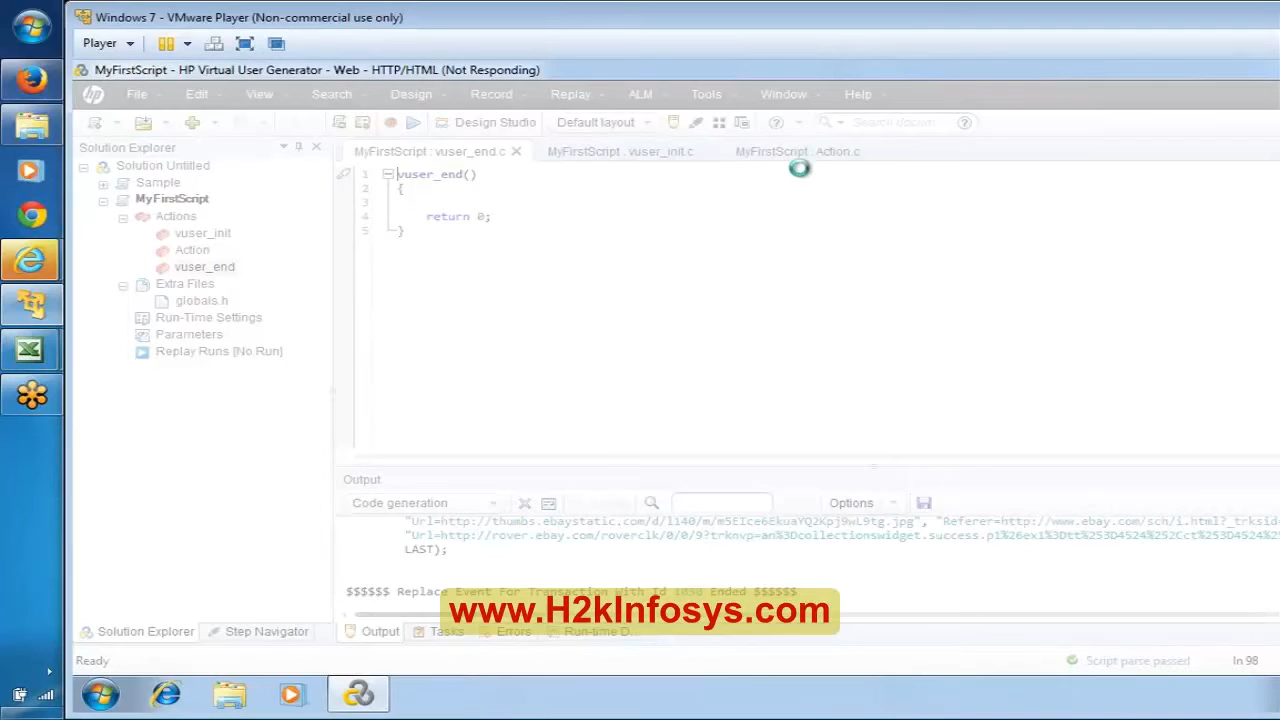 Windows 7 - VMware Player (Non-commercial use only)
Player
MyFirstScript - HP Virtual User Generator - Web - HTTP/HTML (Not Responding)
File Edit View Search Design Record Replay ALM Tools Window Help
Design Studio Default layout Search
Solution Explorer
MyFirstScript : vuser_end.c MyFirstScript : vuser_init.c MyFirstScript : Action.c
Solution Untitled
Sample
MyFirstScript
Actions
vuser_init
Action
vuser_end
Extra Files
globals.h
Run-Time Settings
Parameters
Replay Runs [No Run]
1 vuser_end()
2 {
3
4 return 0;
5 }
Output
Code generation Options
"Url=http://thumbs.ebaystatic.com/d/l140/m/m5EIce6EkuaYQ2Kpj9wL9tg.jpg", "Referer=http://www.ebay.com/sch/i.html?_trksid
"Url=http://rover.ebay.com/roverclk/0/0/9?trknvp=an%3Dcollectionswidget.success.p1%26ex1%3Dtt%253D4524%252Cct%253D4524%25
LAST);
$$$$$$ Replace Event For Transaction With Id 1030 Ended $$$$$$
www.H2kInfosys.com
Solution Explorer Step Navigator Output Tasks Errors Run-time D...
Ready Script parse passed ln 98